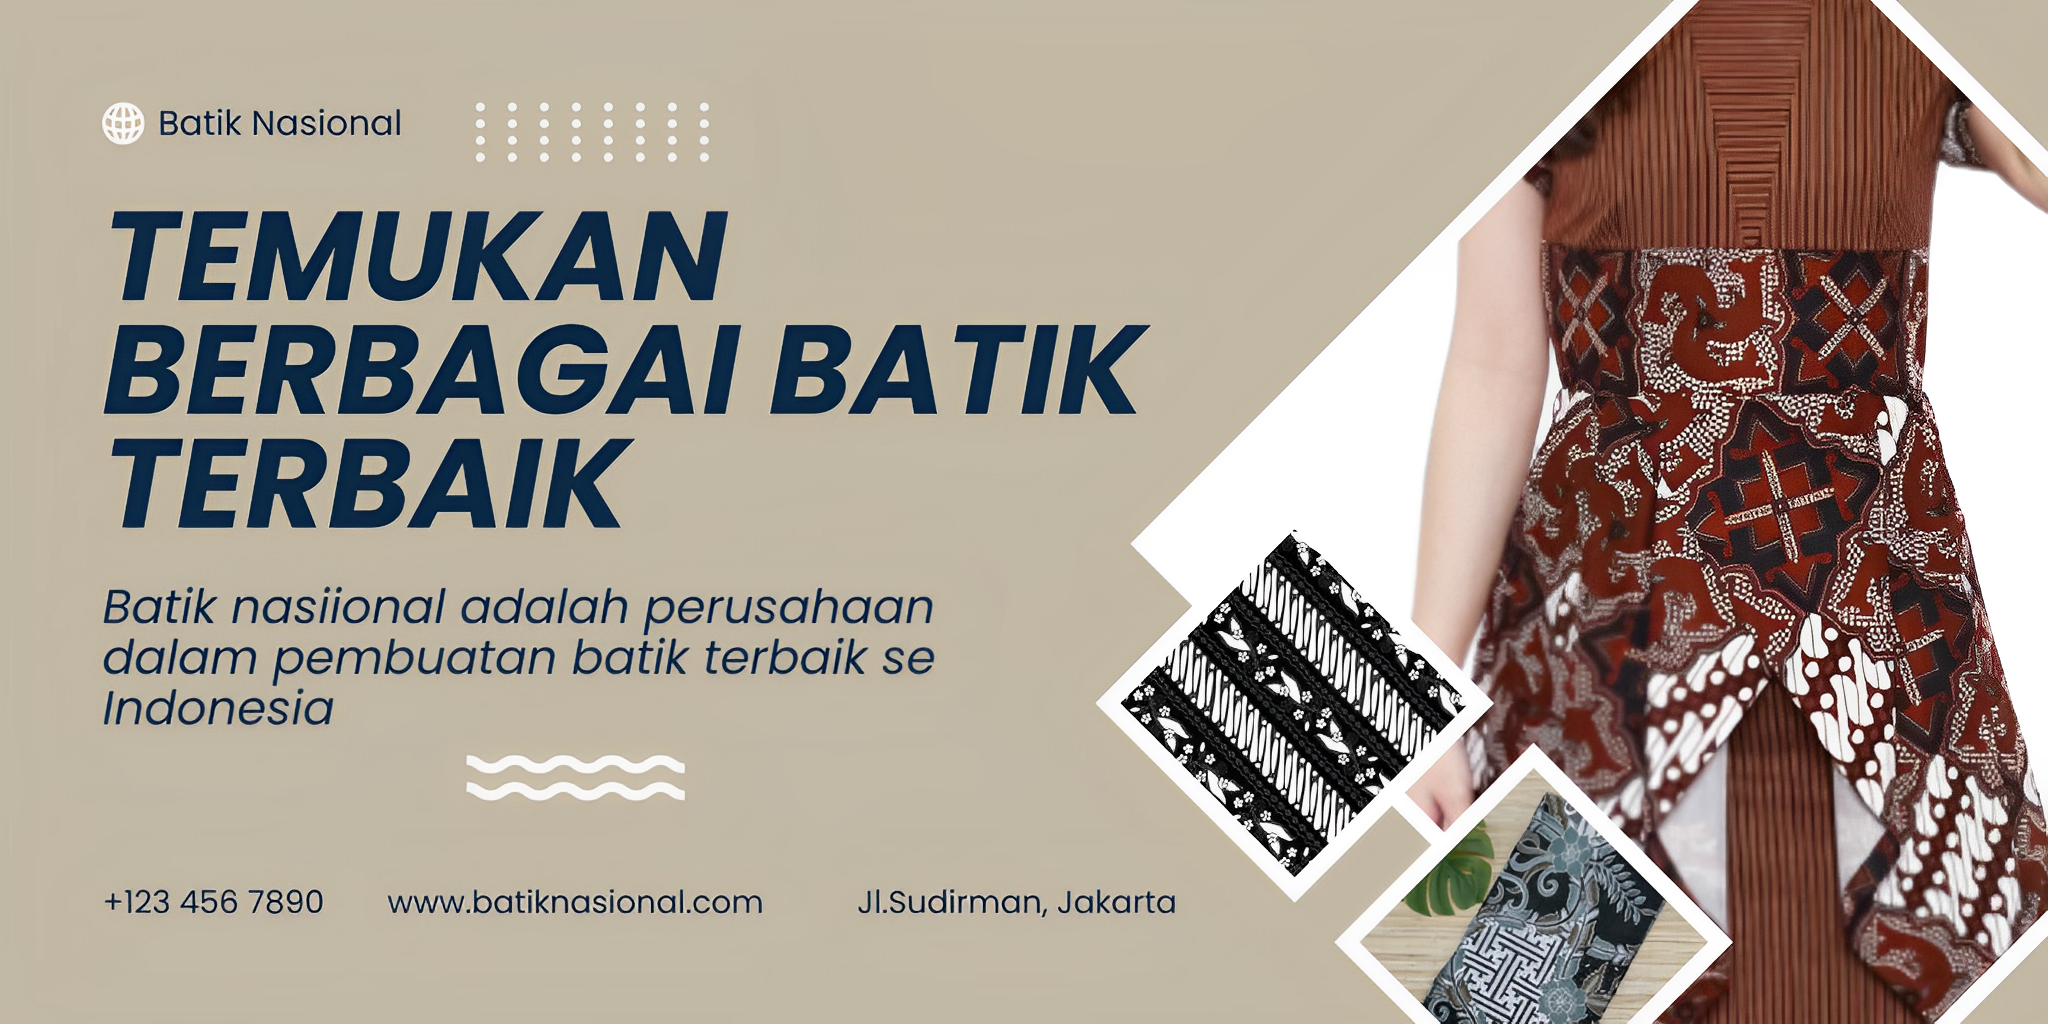 Batik Nasional
TEMUKAN
BERBAGAI BATIK
TERBAIK
Batik nasiional adalah perusahaan
dalam pembuatan batik terbaik se
Indonesia
+123 456 7890
www.batiknasional.com
Jl.Sudirman, Jakarta